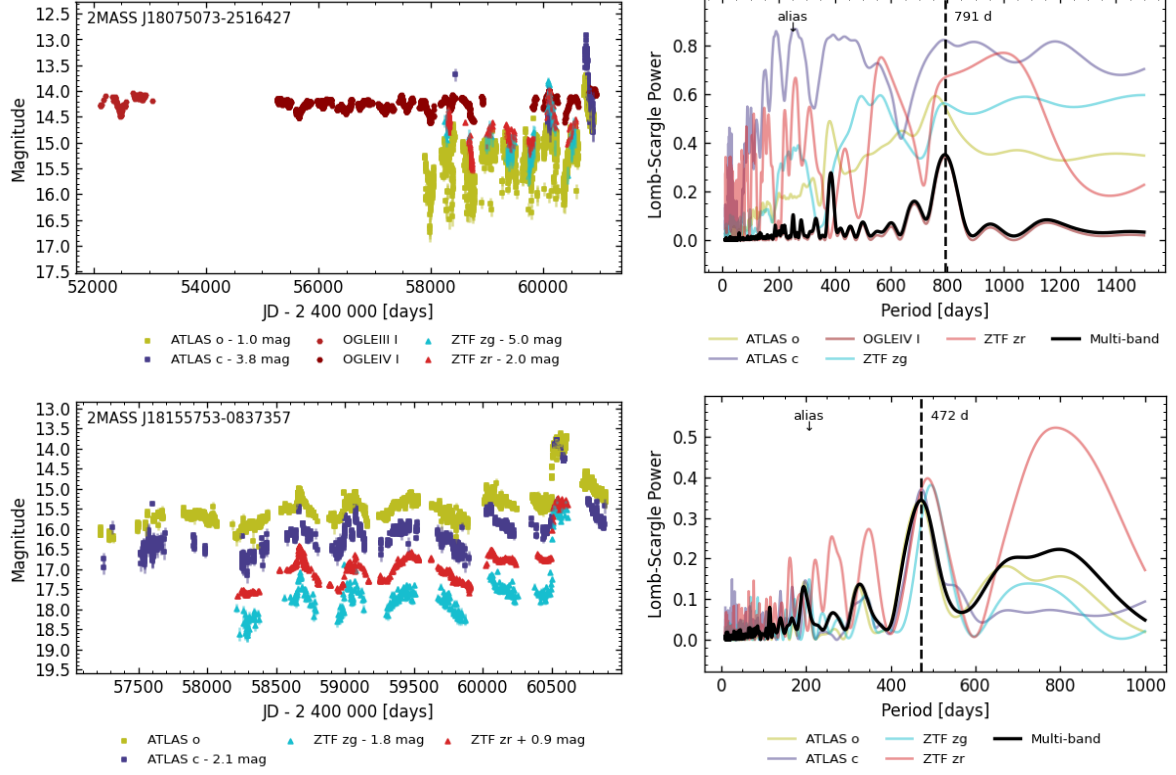 2MASS J18075073-2516427
12.5
13.0
13.5
14.0
14.5
15.0
15.5
16.0
16.5
17.0
17.5
Magnitude
52000 54000 56000 58000 60000
JD - 2 400 000 [days]
ATLAS o - 1.0 mag OGLEIII I ZTF zg - 5.0 mag
ATLAS c - 3.8 mag OGLEIV I ZTF zr - 2.0 mag
alias
↓
791 d
0.8
0.6
0.4
0.2
0.0
Lomb-Scargle Power
0 200 400 600 800 1000 1200 1400
Period [days]
ATLAS o OGLEIV I ZTF zr Multi-band
ATLAS c ZTF zg
2MASS J18155753-0837357
13.0
13.5
14.0
14.5
15.0
15.5
16.0
16.5
17.0
17.5
18.0
18.5
19.0
19.5
Magnitude
57500 58000 58500 59000 59500 60000 60500
JD - 2 400 000 [days]
ATLAS o ZTF zg - 1.8 mag ZTF zr + 0.9 mag
ATLAS c - 2.1 mag
alias
↓
472 d
0.5
0.4
0.3
0.2
0.1
0.0
Lomb-Scargle Power
0 200 400 600 800 1000
Period [days]
ATLAS o ZTF zg Multi-band
ATLAS c ZTF zr